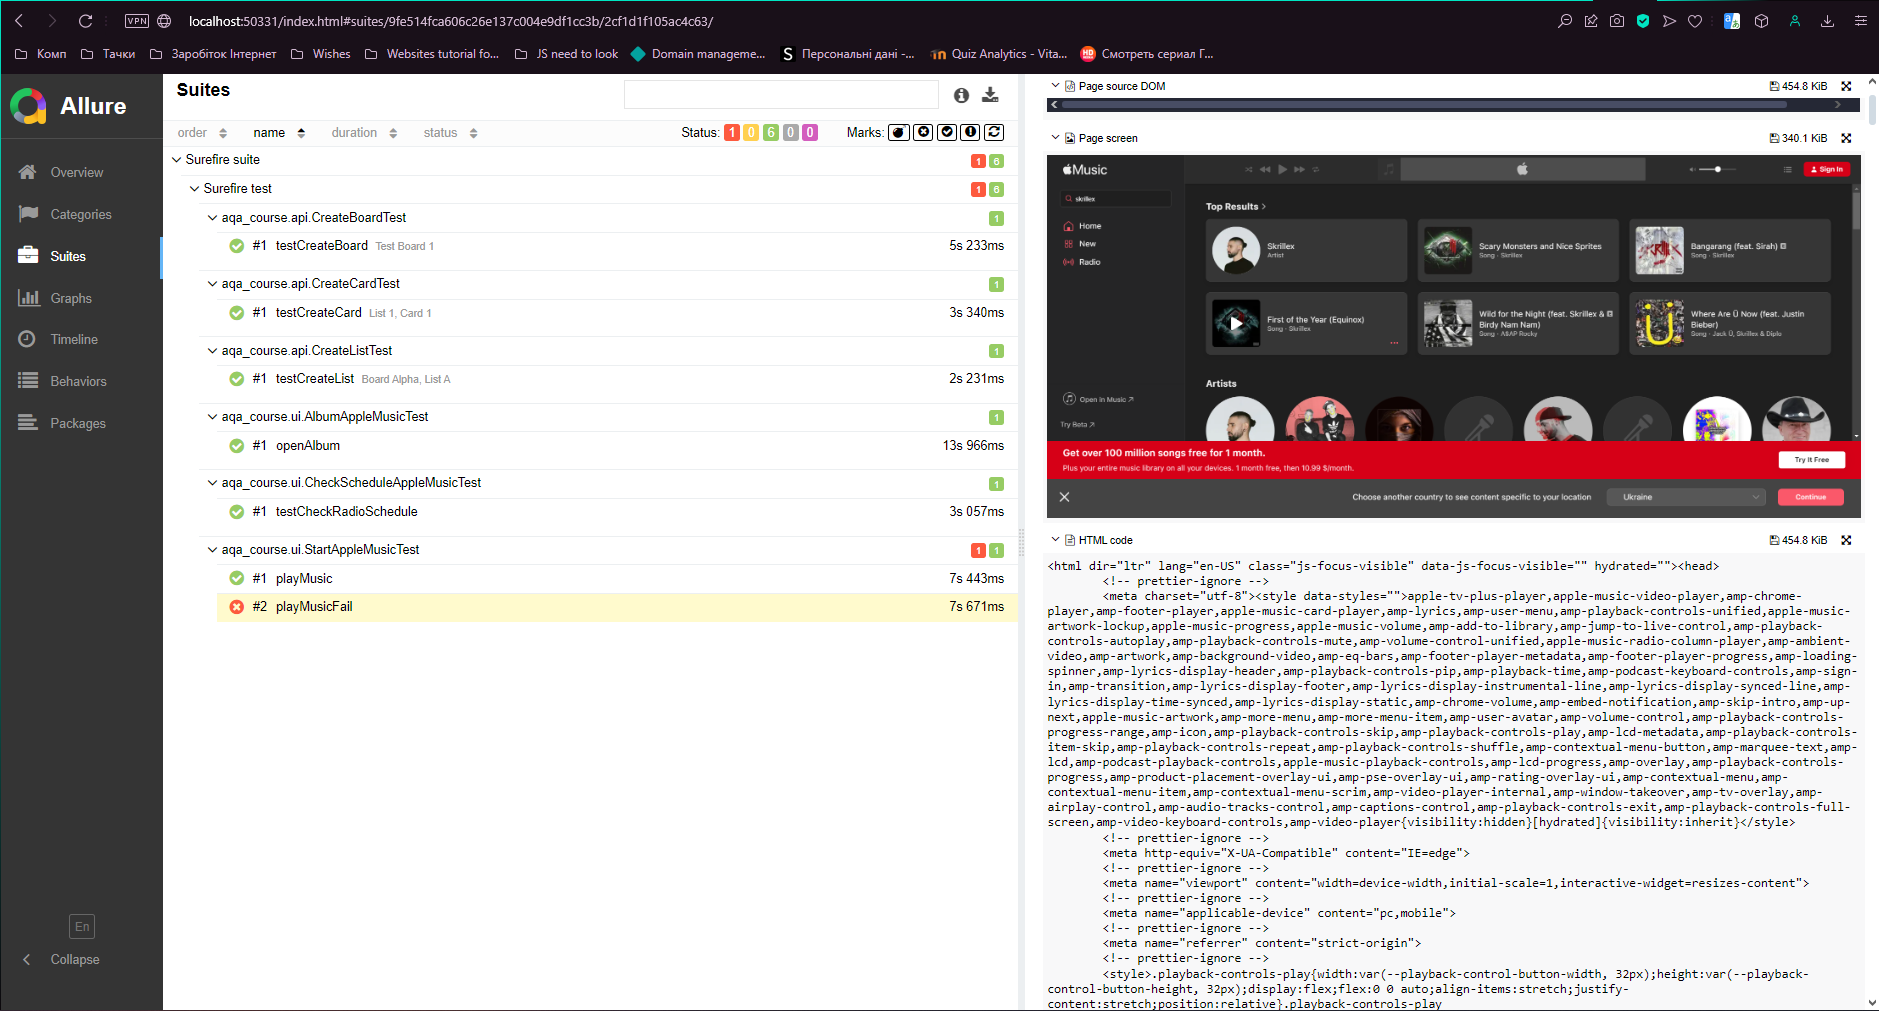 VPN localhost:50331/index.html#suites/9fe514fca606c26e137c004e9df1cc3b/2cf1d1f105ac4c63/
Комп Тачки Заробіток Інтернет Wishes Websites tutorial fo... JS need to look Domain manageme... Персональні дані -... Quiz Analytics - Vita... Смотреть сериал Г...
Allure
Overview
Categories
Suites
Graphs
Timeline
Behaviors
Packages
En
Collapse
Suites
order name duration status Status: 1 0 6 0 0 Marks:
Surefire suite 1 6
Surefire test 1 6
aqa_course.api.CreateBoardTest 1
#1 testCreateBoard Test Board 1 5s 233ms
aqa_course.api.CreateCardTest 1
#1 testCreateCard List 1, Card 1 3s 340ms
aqa_course.api.CreateListTest 1
#1 testCreateList Board Alpha, List A 2s 231ms
aqa_course.ui.AlbumAppleMusicTest 1
#1 openAlbum 13s 966ms
aqa_course.ui.CheckScheduleAppleMusicTest 1
#1 testCheckRadioSchedule 3s 057ms
aqa_course.ui.StartAppleMusicTest 1 1
#1 playMusic 7s 443ms
#2 playMusicFail 7s 671ms
Page source DOM 454.8 KiB
Page screen 340.1 KiB
Music
Sign In
skrillex
Home
New
Radio
Open in Music
Try Beta
Top Results
Skrillex
Artist
Scary Monsters and Nice Sprites
Song · Skrillex
Bangarang (feat. Sirah)
Song · Skrillex
First of the Year (Equinox)
Song · Skrillex
Wild for the Night (feat. Skrillex &
Birdy Nam Nam)
Song · A$AP Rocky
Where Are Ü Now (feat. Justin
Bieber)
Song · Jack Ü, Skrillex & Diplo
Artists
Get over 100 million songs free for 1 month.
Plus your entire music library on all your devices. 1 month free, then 10.99 $/month.
Try It Free
Choose another country to see content specific to your location
Ukraine
Continue
HTML code 454.8 KiB
<html dir="ltr" lang="en-US" class="js-focus-visible" data-js-focus-visible="" hydrated=""><head>
<!-- prettier-ignore -->
<meta charset="utf-8"><style data-styles="">apple-tv-plus-player,apple-music-video-player,amp-chrome-
player,amp-footer-player,apple-music-card-player,amp-lyrics,amp-user-menu,amp-playback-controls-unified,apple-music-
artwork-lockup,apple-music-progress,apple-music-volume,amp-add-to-library,amp-jump-to-live-control,amp-playback-
controls-autoplay,amp-playback-controls-mute,amp-volume-control-unified,apple-music-radio-column-player,amp-ambient-
video,amp-artwork,amp-background-video,amp-eq-bars,amp-footer-player-metadata,amp-footer-player-progress,amp-loading-
spinner,amp-lyrics-display-header,amp-playback-controls-pip,amp-playback-time,amp-podcast-keyboard-controls,amp-sign-
in,amp-transition,amp-lyrics-display-footer,amp-lyrics-display-instrumental-line,amp-lyrics-display-synced-line,amp-
lyrics-display-time-synced,amp-lyrics-display-static,amp-chrome-volume,amp-embed-notification,amp-skip-intro,amp-up-
next,apple-music-artwork,amp-more-menu,amp-more-menu-item,amp-user-avatar,amp-volume-control,amp-playback-controls-
progress-range,amp-icon,amp-playback-controls-skip,amp-playback-controls-play,amp-lcd-metadata,amp-playback-controls-
item-skip,amp-playback-controls-repeat,amp-playback-controls-shuffle,amp-contextual-menu-button,amp-marquee-text,amp-
lcd,amp-podcast-playback-controls,apple-music-playback-controls,amp-lcd-progress,amp-overlay,amp-playback-controls-
progress,amp-product-placement-overlay-ui,amp-pse-overlay-ui,amp-rating-overlay-ui,amp-contextual-menu,amp-
contextual-menu-item,amp-contextual-menu-scrim,amp-video-player-internal,amp-window-takeover,amp-tv-overlay,amp-
airplay-control,amp-audio-tracks-control,amp-captions-control,amp-playback-controls-exit,amp-playback-controls-full-
screen,amp-video-keyboard-controls,amp-video-player{visibility:hidden}[hydrated]{visibility:inherit}</style>
<!-- prettier-ignore -->
<meta http-equiv="X-UA-Compatible" content="IE=edge">
<!-- prettier-ignore -->
<meta name="viewport" content="width=device-width,initial-scale=1,interactive-widget=resizes-content">
<!-- prettier-ignore -->
<meta name="applicable-device" content="pc,mobile">
<!-- prettier-ignore -->
<meta name="referrer" content="strict-origin">
<!-- prettier-ignore -->
<style>.playback-controls-play{width:var(--playback-control-button-width, 32px);height:var(--playback-
control-button-height, 32px);display:flex;flex:0 0 auto;align-items:stretch;justify-
content:stretch;position:relative}.playback-controls-play